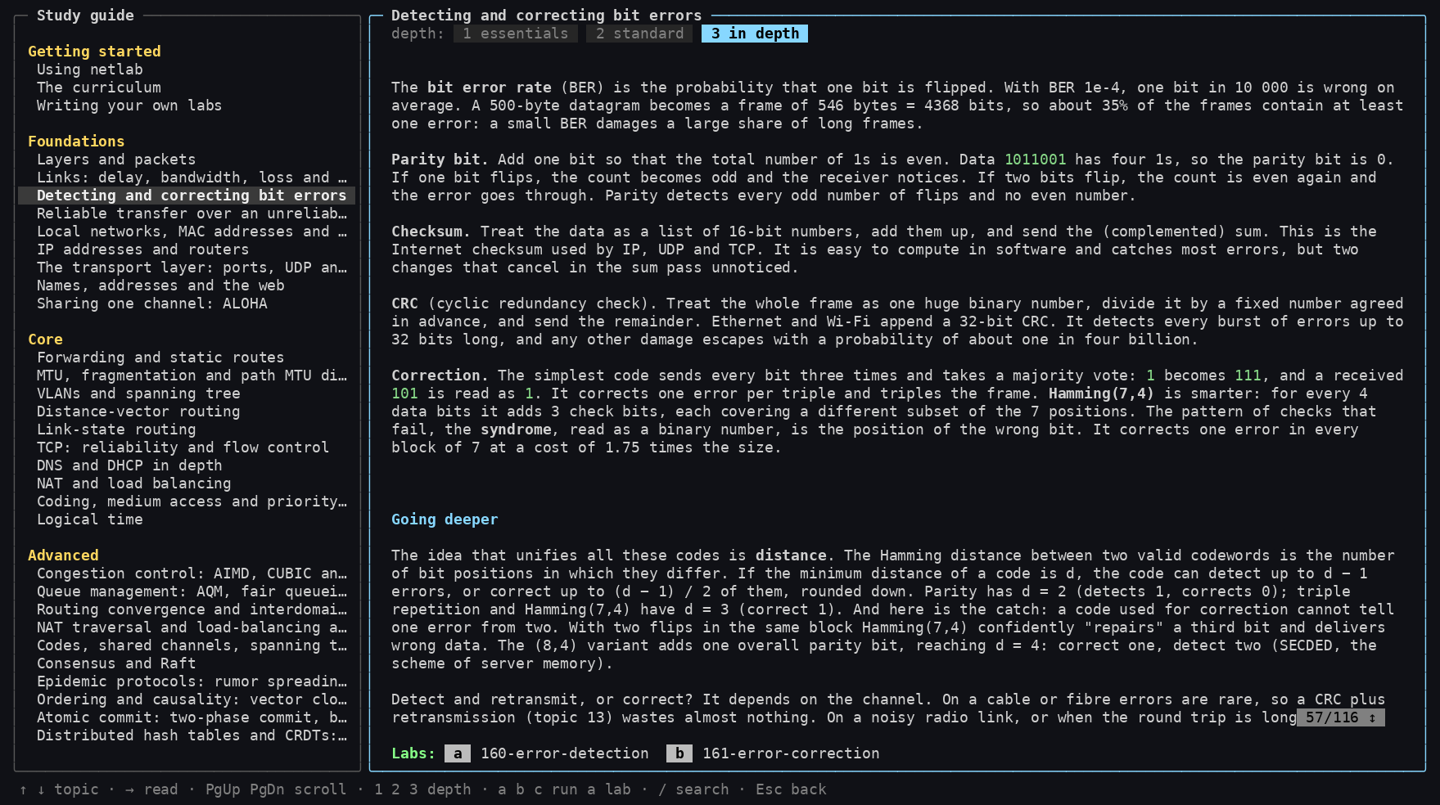 Study guide
Getting started
Using netlab
The curriculum
Writing your own labs
Foundations
Layers and packets
Links: delay, bandwidth, loss and …
Detecting and correcting bit errors
Reliable transfer over an unreliab…
Local networks, MAC addresses and …
IP addresses and routers
The transport layer: ports, UDP an…
Names, addresses and the web
Sharing one channel: ALOHA
Core
Forwarding and static routes
MTU, fragmentation and path MTU di…
VLANs and spanning tree
Distance-vector routing
Link-state routing
TCP: reliability and flow control
DNS and DHCP in depth
NAT and load balancing
Coding, medium access and priority…
Logical time
Advanced
Congestion control: AIMD, CUBIC an…
Queue management: AQM, fair queuei…
Routing convergence and interdomai…
NAT traversal and load-balancing a…
Codes, shared channels, spanning t…
Consensus and Raft
Epidemic protocols: rumor spreadin…
Ordering and causality: vector clo…
Atomic commit: two-phase commit, b…
Distributed hash tables and CRDTs:…
Detecting and correcting bit errors
depth: 1 essentials 2 standard 3 in depth
The bit error rate (BER) is the probability that one bit is flipped. With BER 1e-4, one bit in 10 000 is wrong on
average. A 500-byte datagram becomes a frame of 546 bytes = 4368 bits, so about 35% of the frames contain at least
one error: a small BER damages a large share of long frames.
Parity bit. Add one bit so that the total number of 1s is even. Data 1011001 has four 1s, so the parity bit is 0.
If one bit flips, the count becomes odd and the receiver notices. If two bits flip, the count is even again and
the error goes through. Parity detects every odd number of flips and no even number.
Checksum. Treat the data as a list of 16-bit numbers, add them up, and send the (complemented) sum. This is the
Internet checksum used by IP, UDP and TCP. It is easy to compute in software and catches most errors, but two
changes that cancel in the sum pass unnoticed.
CRC (cyclic redundancy check). Treat the whole frame as one huge binary number, divide it by a fixed number agreed
in advance, and send the remainder. Ethernet and Wi-Fi append a 32-bit CRC. It detects every burst of errors up to
32 bits long, and any other damage escapes with a probability of about one in four billion.
Correction. The simplest code sends every bit three times and takes a majority vote: 1 becomes 111, and a received
101 is read as 1. It corrects one error per triple and triples the frame. Hamming(7,4) is smarter: for every 4
data bits it adds 3 check bits, each covering a different subset of the 7 positions. The pattern of checks that
fail, the syndrome, read as a binary number, is the position of the wrong bit. It corrects one error in every
block of 7 at a cost of 1.75 times the size.
Going deeper
The idea that unifies all these codes is distance. The Hamming distance between two valid codewords is the number
of bit positions in which they differ. If the minimum distance of a code is d, the code can detect up to d − 1
errors, or correct up to (d − 1) / 2 of them, rounded down. Parity has d = 2 (detects 1, corrects 0); triple
repetition and Hamming(7,4) have d = 3 (correct 1). And here is the catch: a code used for correction cannot tell
one error from two. With two flips in the same block Hamming(7,4) confidently "repairs" a third bit and delivers
wrong data. The (8,4) variant adds one overall parity bit, reaching d = 4: correct one, detect two (SECDED, the
scheme of server memory).
Detect and retransmit, or correct? It depends on the channel. On a cable or fibre errors are rare, so a CRC plus
retransmission (topic 13) wastes almost nothing. On a noisy radio link, or when the round trip is long 57/116 ↕
Labs: a 160-error-detection b 161-error-correction
↑ ↓ topic · → read · PgUp PgDn scroll · 1 2 3 depth · a b c run a lab · / search · Esc back